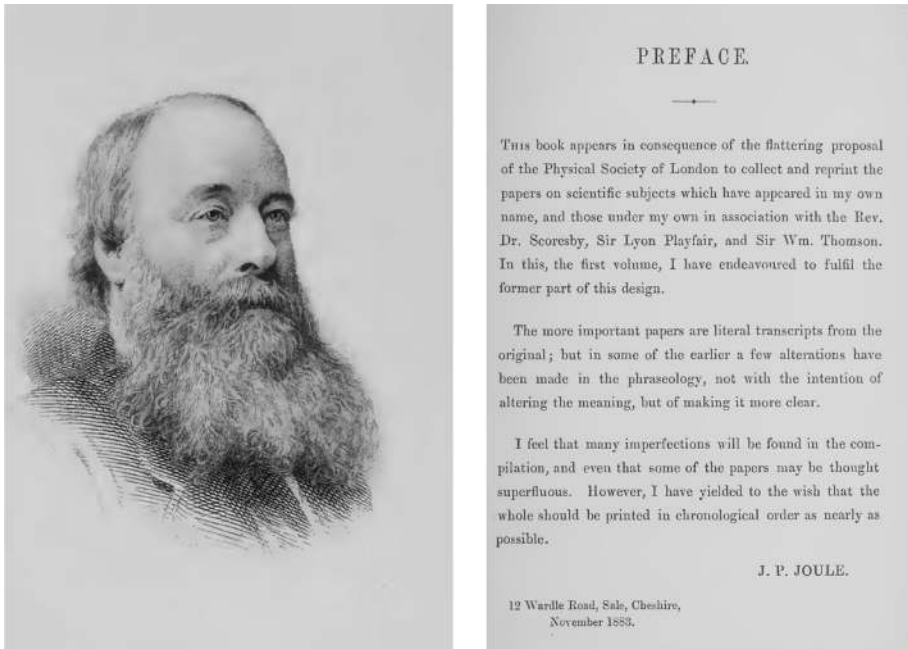 PREFACE.
THIS book appears in consequence of the flattering proposal
of the Physical Society of London to collect and reprint the
papers on scientific subjects which have appeared in my own
name, and those under my own in association with the Rev.
Dr. Scoresby, Sir Lyon Playfair, and Sir Wm. Thomson.
In this, the first volume, I have endeavoured to fulfil the
former part of this design.
The more important papers are literal transcripts from the
original; but in some of the earlier a few alterations have
been made in the phraseology, not with the intention of
altering the meaning, but of making it more clear.
I feel that many imperfections will be found in the com-
pilation, and even that some of the papers may be thought
superfluous. However, I have yielded to the wish that the
whole should be printed in chronological order as nearly as
possible.
J. P. JOULE.
12 Wardle Road, Sale, Cheshire,
November 1883.